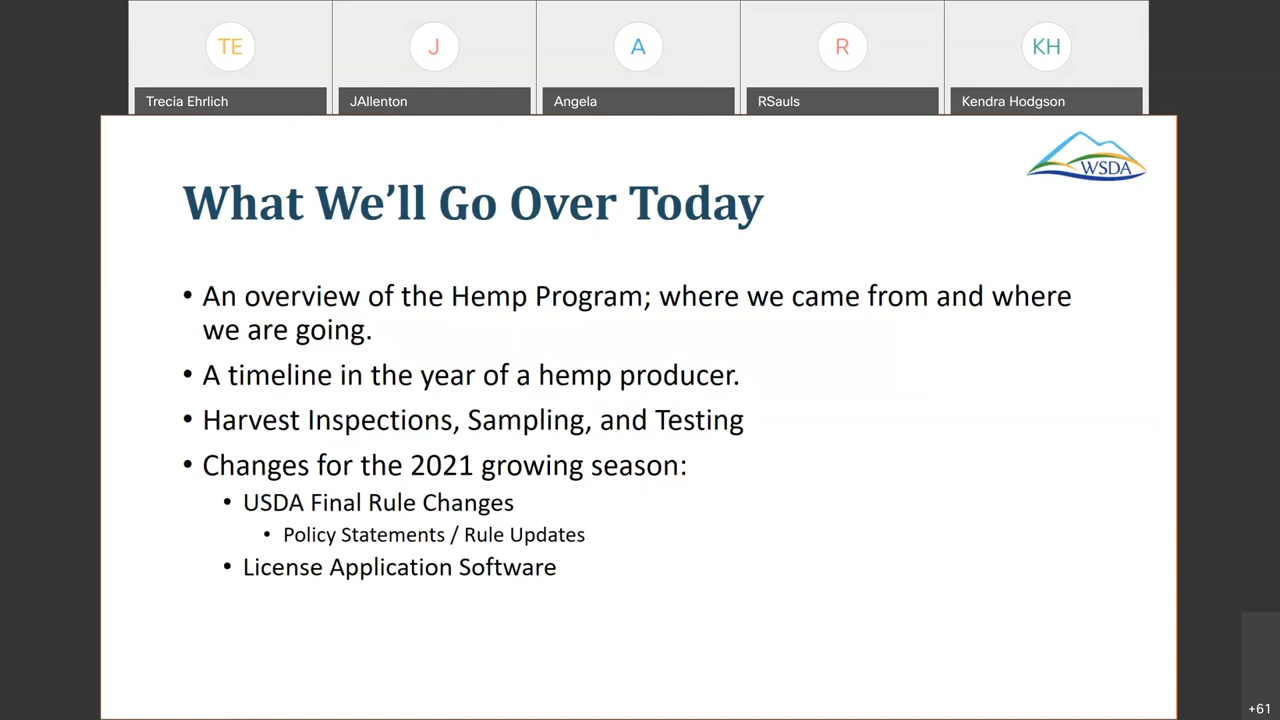 TE
J
A
R
KH
Trecia Ehrlich
JAllenton
Angela
RSauls
Kendra Hodgson
WSDA
What We’ll Go Over Today
• An overview of the Hemp Program; where we came from and where
we are going.
• A timeline in the year of a hemp producer.
• Harvest Inspections, Sampling, and Testing
• Changes for the 2021 growing season:
• USDA Final Rule Changes
• Policy Statements / Rule Updates
• License Application Software
+61